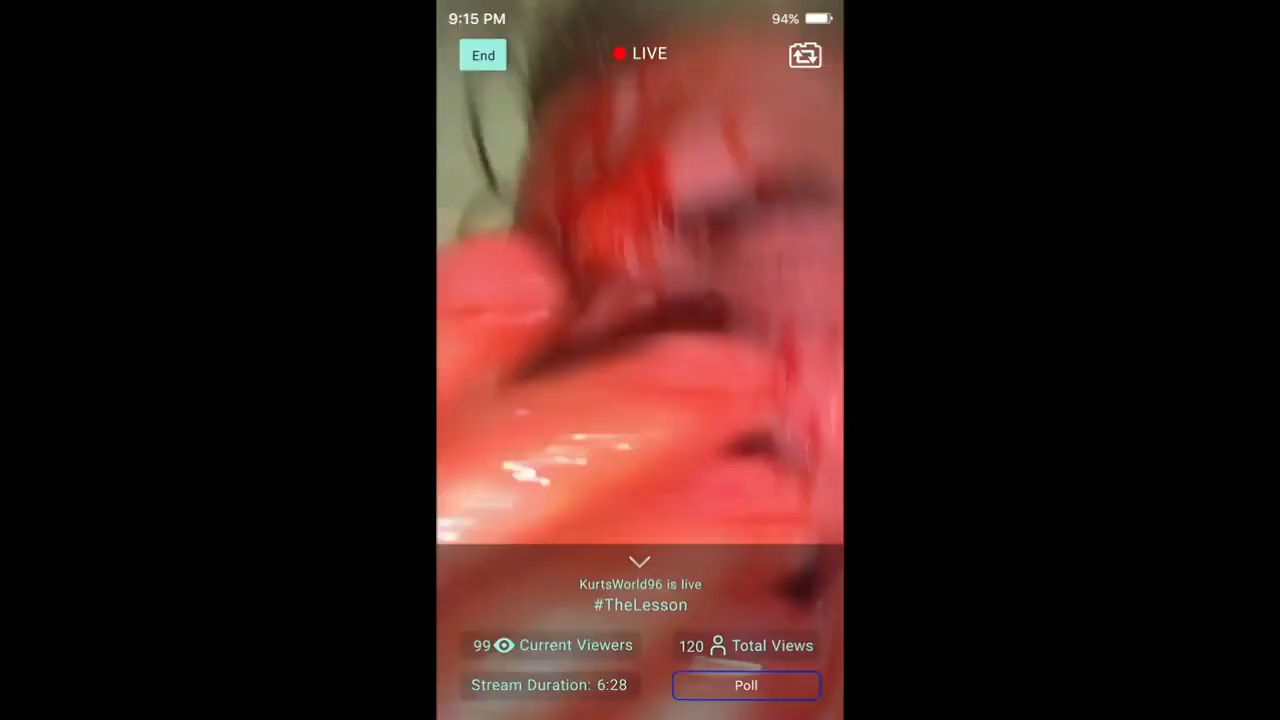 9:15 PM
94%
End
LIVE
KurtsWorld96 is live
#TheLesson
99 Current Viewers
120 Total Views
Stream Duration: 6:28
Poll